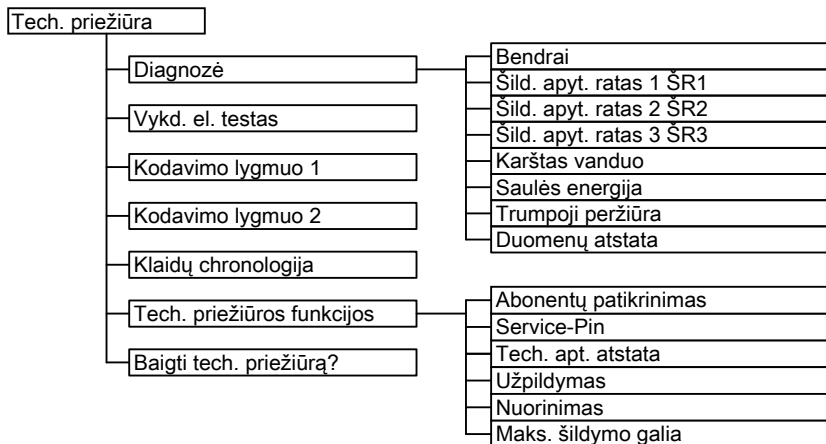 Tech. priežiūra
Diagnozė
Bendrai
Šild. apyt. ratas 1 ŠR1
Šild. apyt. ratas 2 ŠR2
Šild. apyt. ratas 3 ŠR3
Karštas vanduo
Saulės energija
Trumpoji peržiūra
Duomenų atstata
Vykd. el. testas
Kodavimo lygmuo 1
Kodavimo lygmuo 2
Klaidų chronologija
Tech. priežiūros funkcijos
Abonentų patikrinimas
Service-Pin
Tech. apt. atstata
Užpildymas
Nuorinimas
Maks. šildymo galia
Baigti tech. priežiūrą?